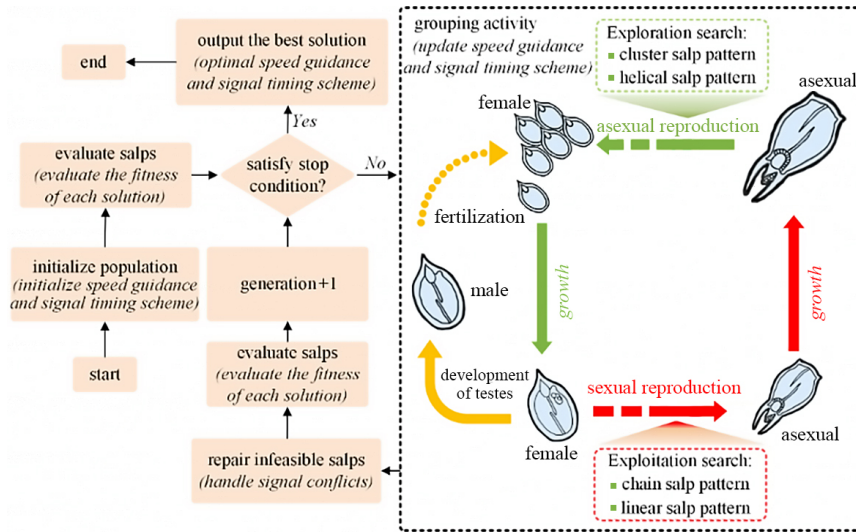 end
output the best solution
(optimal speed guidance
and signal timing scheme)
Yes
evaluate salps
(evaluate the fitness
of each solution)
satisfy stop
condition?
No
initialize population
(initialize speed guidance
and signal timing scheme)
generation+1
start
evaluate salps
(evaluate the fitness
of each solution)
repair infeasible salps
(handle signal conflicts)
grouping activity
(update speed guidance
and signal timing scheme)
Exploration search:
cluster salp pattern
helical salp pattern
asexual
female
asexual reproduction
fertilization
male
growth
growth
development
of testes
sexual reproduction
female
asexual
Exploitation search:
chain salp pattern
linear salp pattern